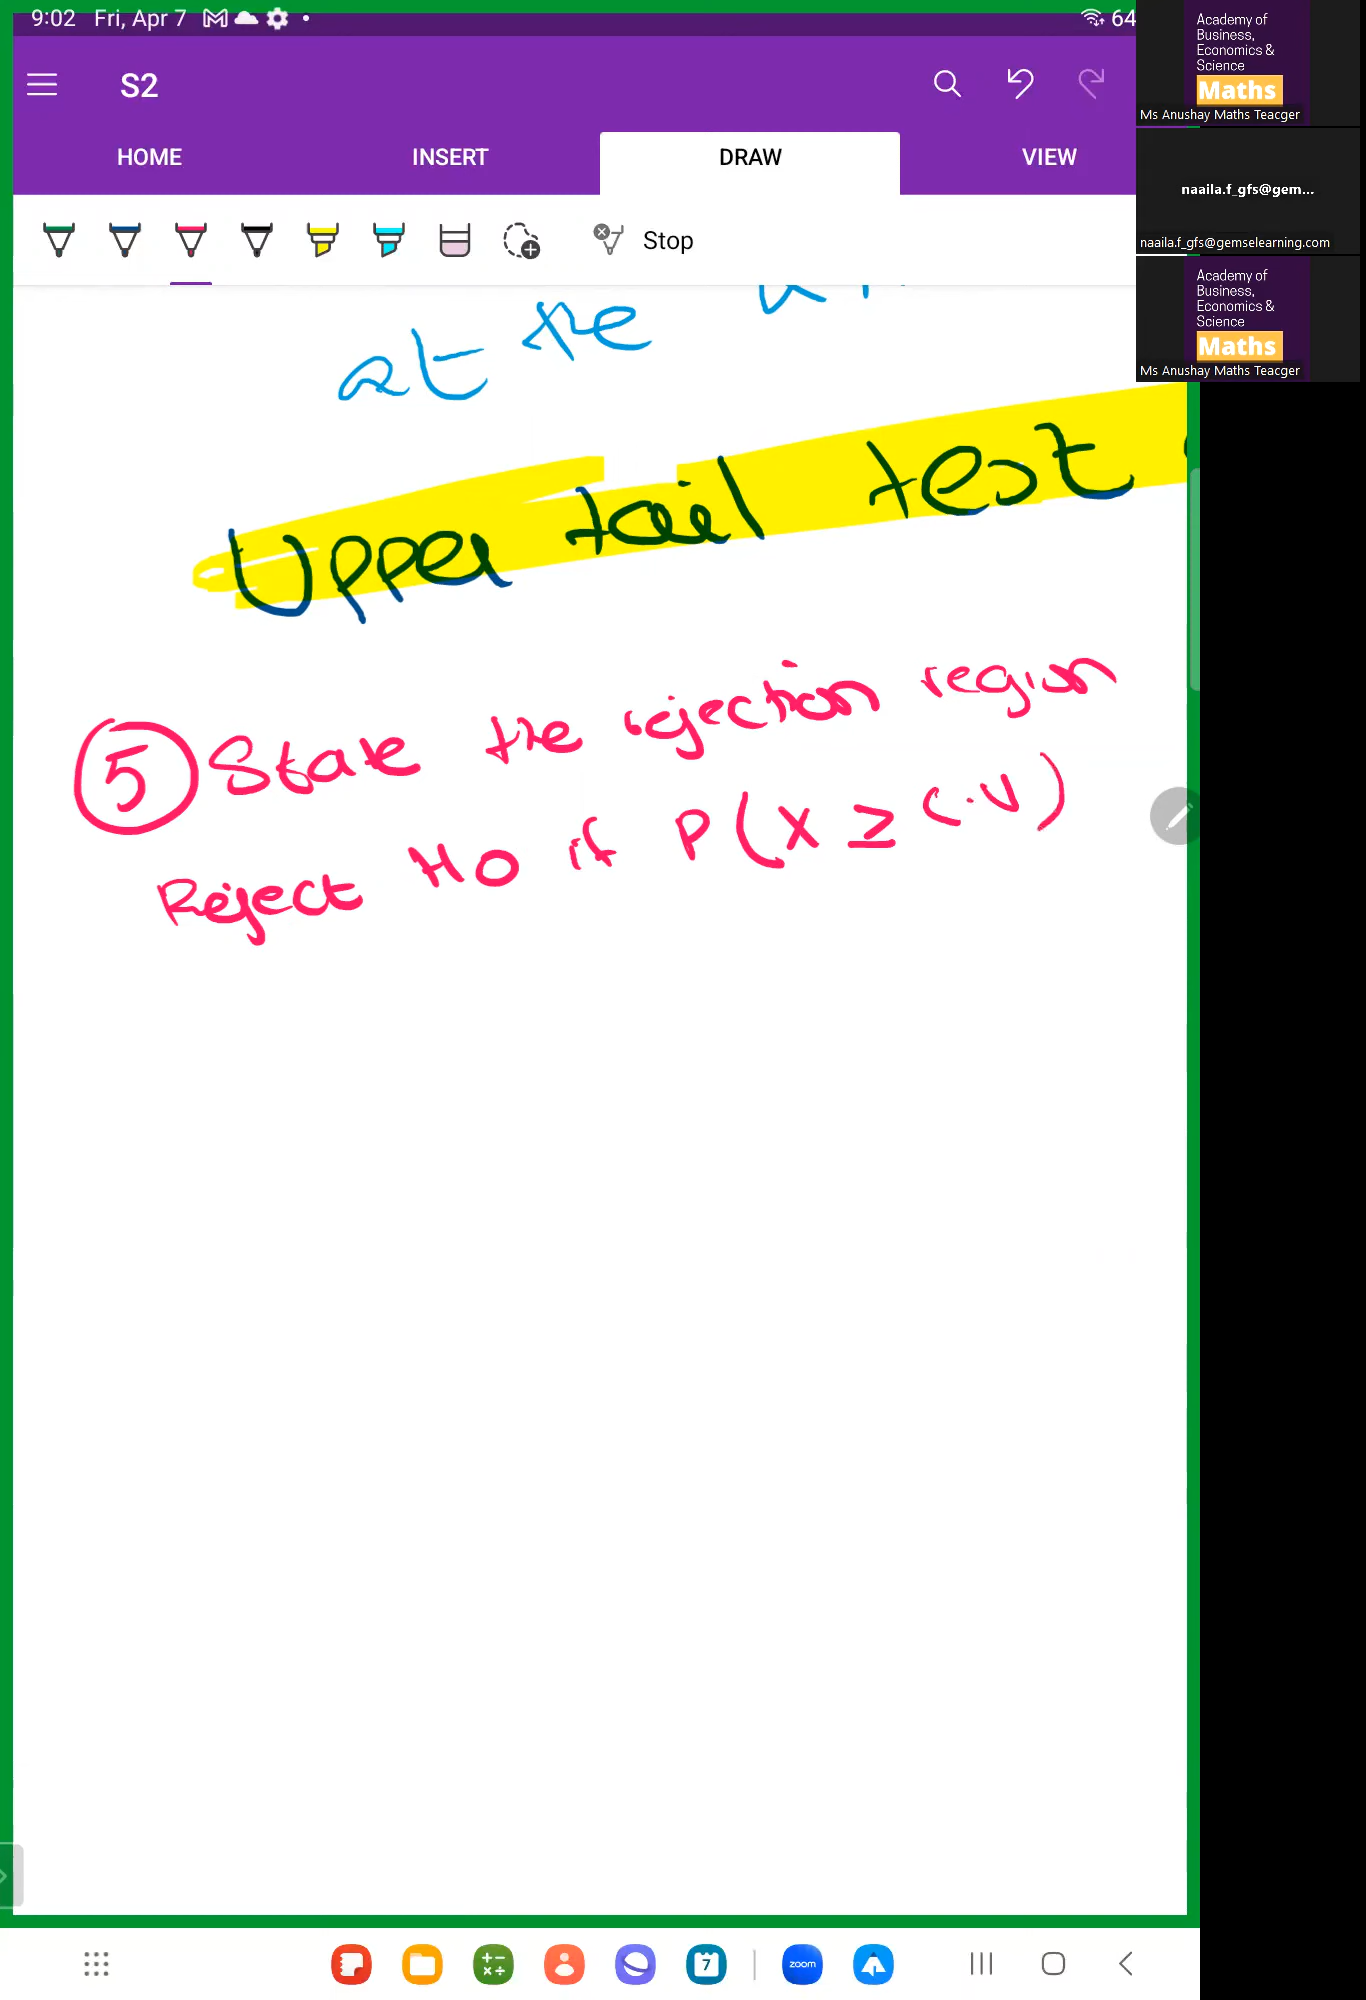 9:02 Fri, Apr 7
64
S2
HOME INSERT DRAW VIEW
Stop
Academy of
Business,
Economics &
Science
Maths
Ms Anushay Maths Teacger
naaila.f_gfs@gem...
naaila.f_gfs@gemselearning.com
Academy of
Business,
Economics &
Science
Maths
Ms Anushay Maths Teacger
at the
Upper tail test
5 State the rejection region
Reject H0 if P(X ≥ C.V)
7
zoom